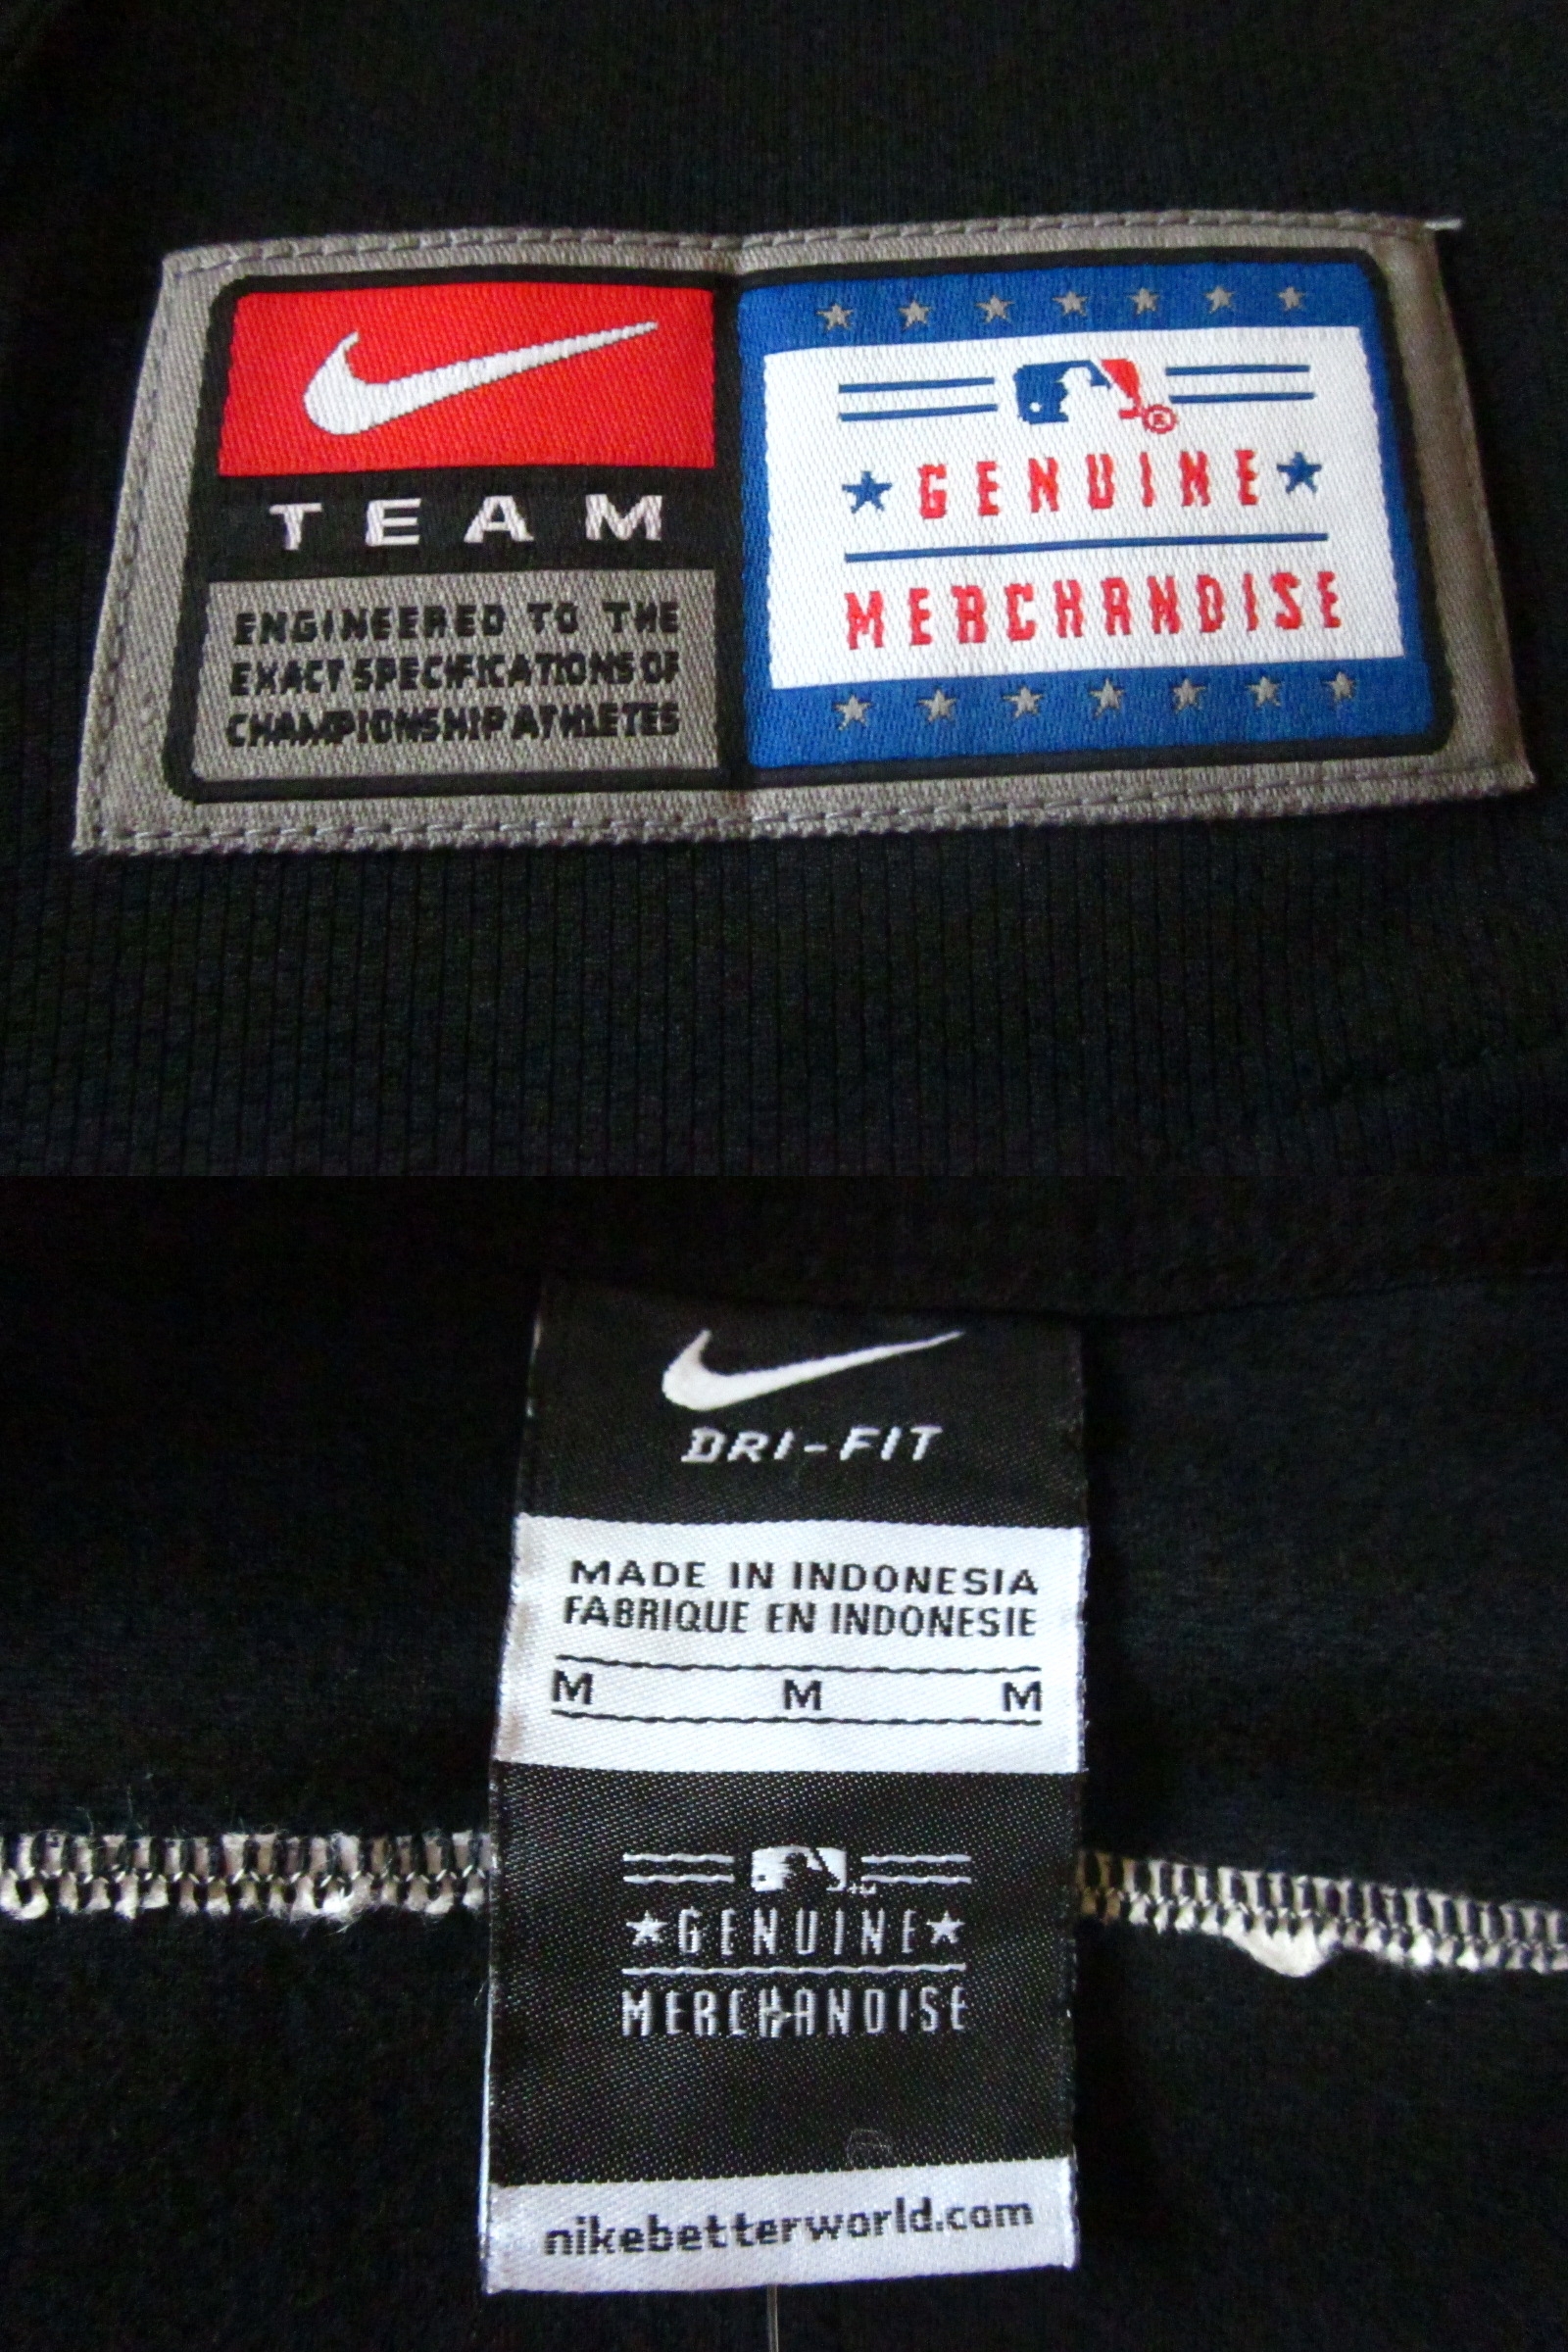 TEAM
ENGINEERED TO THE
EXACT SPECIFICATIONS OF
CHAMPIONSHIP ATHLETES
®
GENUINE
MERCHANDISE
DRI-FIT
MADE IN INDONESIA
FABRIQUE EN INDONESIE
M M M
GENUINE
MERCHANDISE
nikebetterworld.com